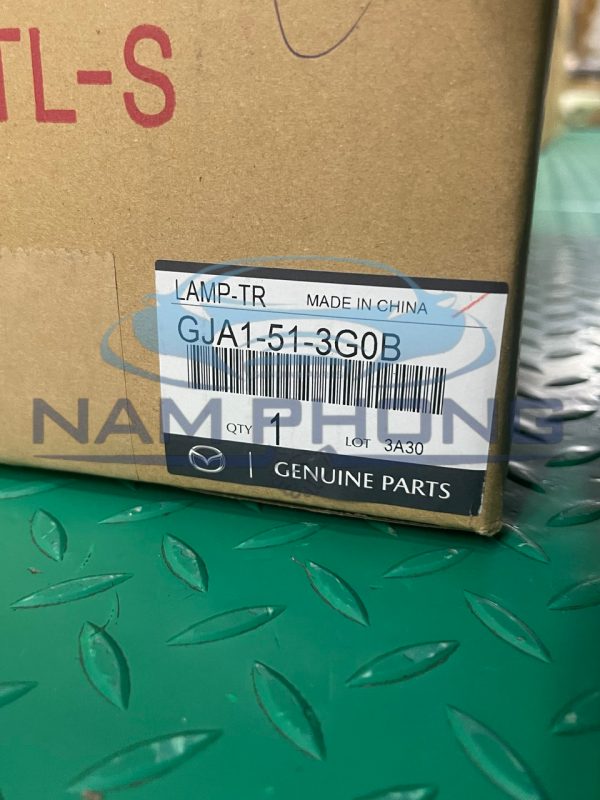 TL-S
LAMP-TR MADE IN CHINA
GJA1-51-3G0B
NAM PHONG
QTY 1 LOT 3A30
GENUINE PARTS